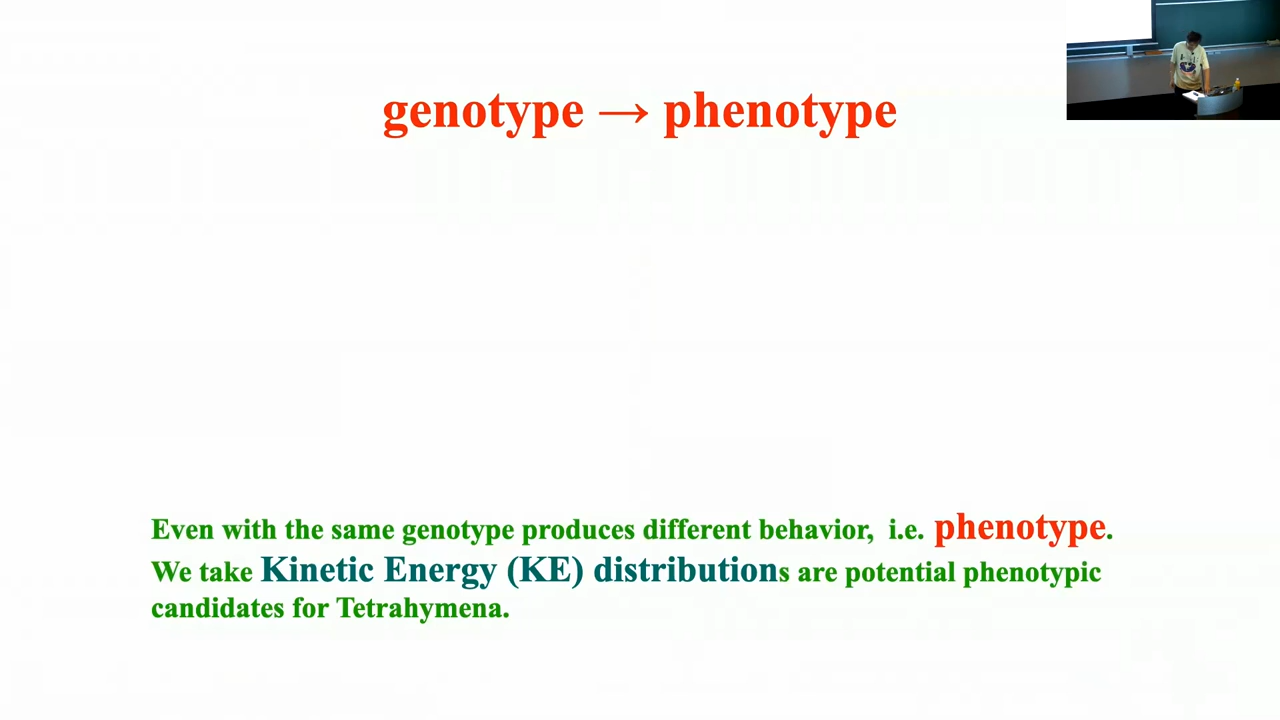 genotype → phenotype
Even with the same genotype produces different behavior, i.e. phenotype.
We take Kinetic Energy (KE) distributions are potential phenotypic
candidates for Tetrahymena.